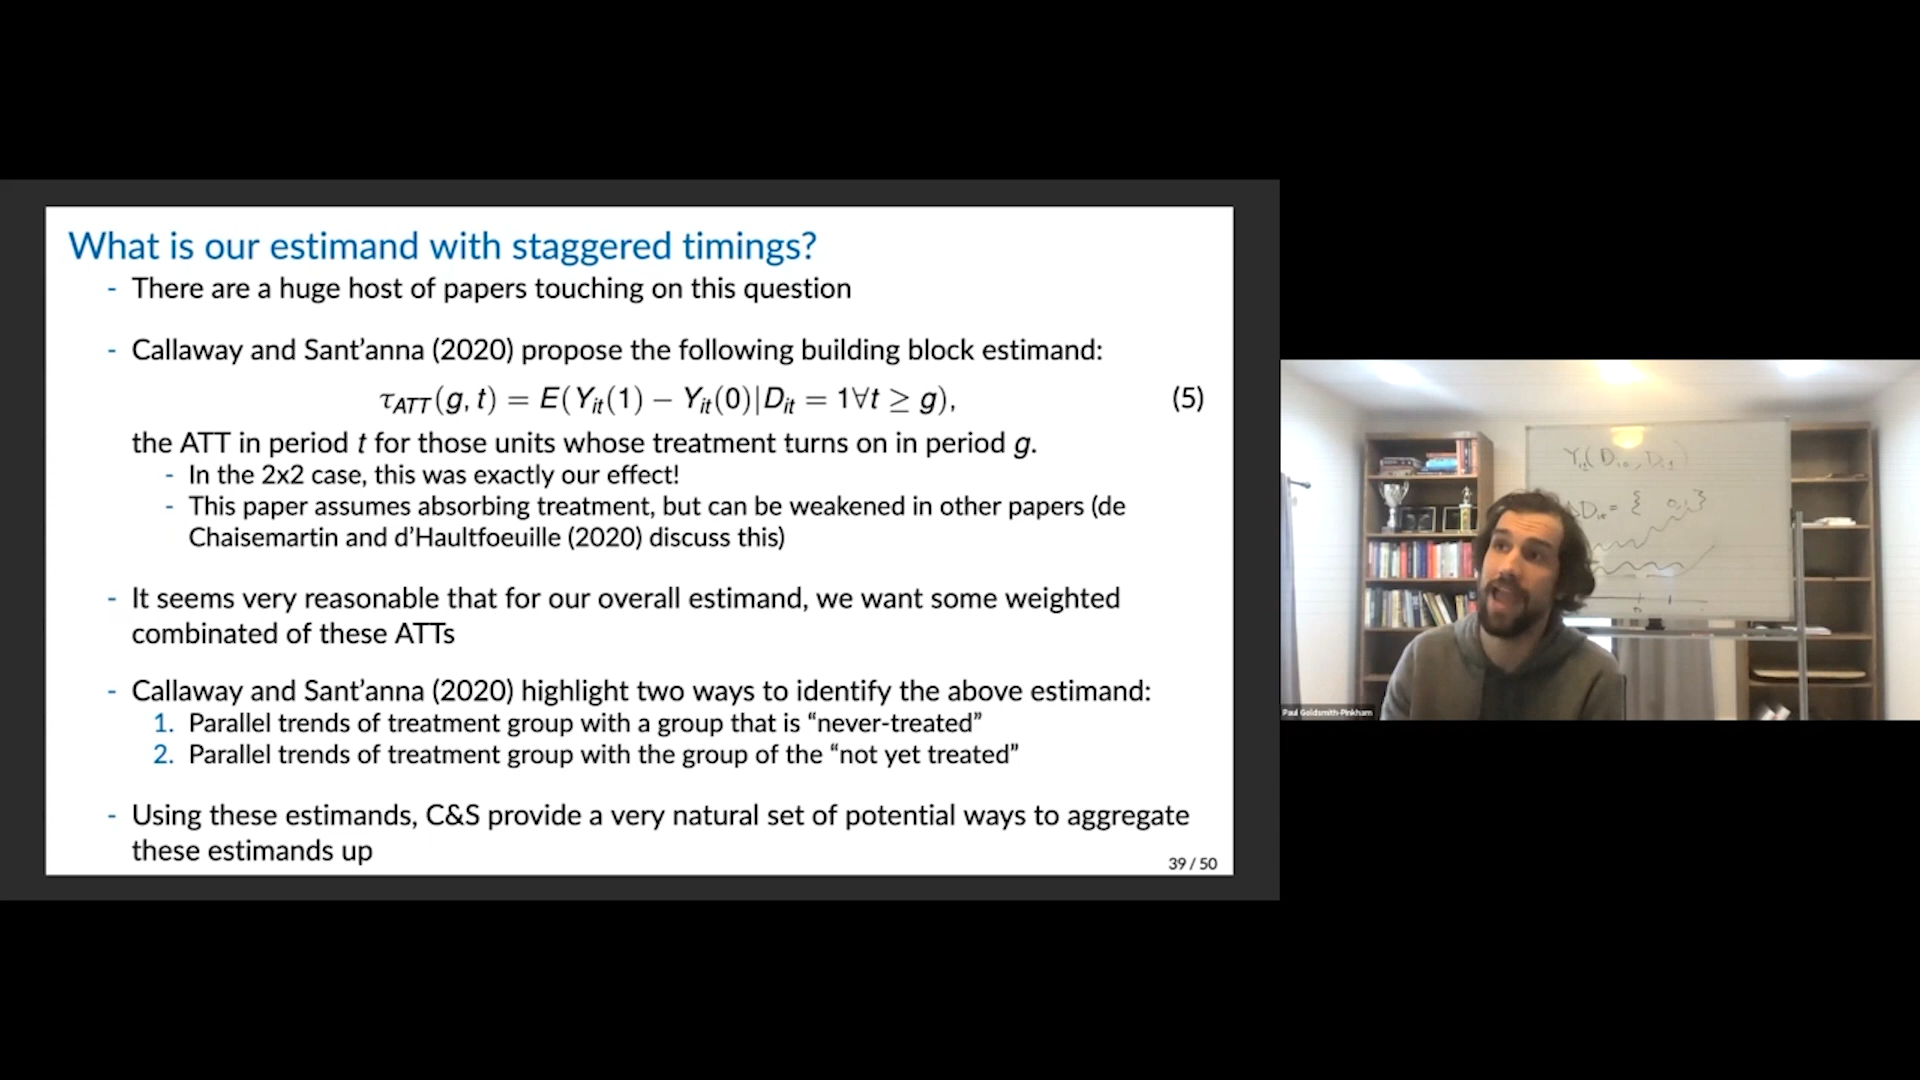 What is our estimand with staggered timings?
- There are a huge host of papers touching on this question
- Callaway and Sant’anna (2020) propose the following building block estimand:
τ_ATT(g, t) = E(Y_it(1) − Y_it(0)|D_it = 1∀t ≥ g), (5)
the ATT in period t for those units whose treatment turns on in period g.
- In the 2x2 case, this was exactly our effect!
- This paper assumes absorbing treatment, but can be weakened in other papers (de
Chaisemartin and d’Haultfoeuille (2020) discuss this)
- It seems very reasonable that for our overall estimand, we want some weighted
combinated of these ATTs
- Callaway and Sant’anna (2020) highlight two ways to identify the above estimand:
1. Parallel trends of treatment group with a group that is “never-treated”
2. Parallel trends of treatment group with the group of the “not yet treated”
- Using these estimands, C&S provide a very natural set of potential ways to aggregate
these estimands up
39 / 50
Paul Goldsmith-Pinkham